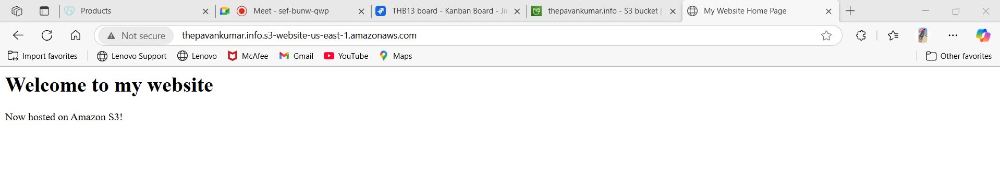 Products
Meet - sef-bunw-qwp
THB13 board - Kanban Board - Jir
thepavankumar.info - S3 bucket |
My Website Home Page
Not secure
thepavankumar.info.s3-website-us-east-1.amazonaws.com
Import favorites
Lenovo Support
Lenovo
McAfee
Gmail
YouTube
Maps
Other favorites
Welcome to my website
Now hosted on Amazon S3!